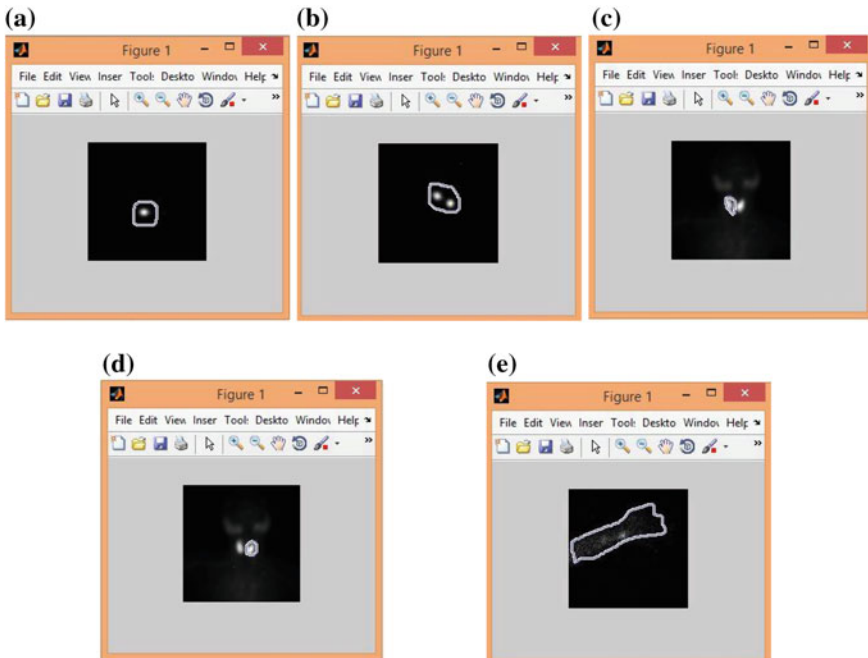 (a)
Figure 1
File Edit View Inser Tools Deskto Window Help
(b)
Figure 1
File Edit View Inser Tools Deskto Window Help
(c)
Figure 1
File Edit View Inser Tools Deskto Window Help
(d)
Figure 1
File Edit View Inser Tools Deskto Window Help
(e)
Figure 1
File Edit View Inser Tools Deskto Window Help